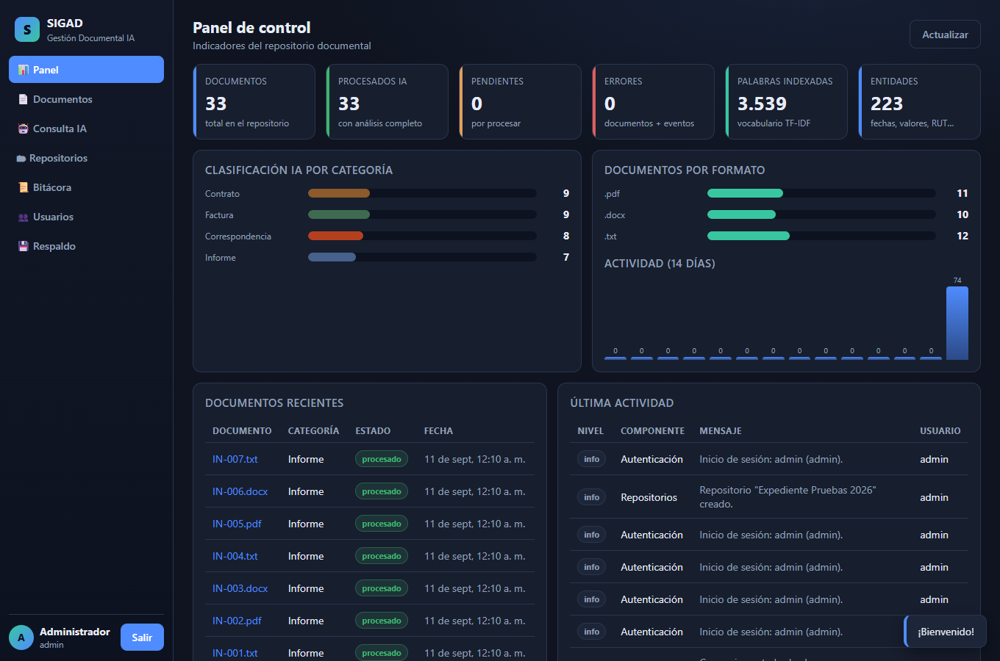 S
SIGAD
Gestión Documental IA
Panel
Documentos
Consulta IA
Repositorios
Bitácora
Usuarios
Respaldo
A
Administrador
admin
Salir
Panel de control
Indicadores del repositorio documental
Actualizar
DOCUMENTOS
33
total en el repositorio
PROCESADOS IA
33
con análisis completo
PENDIENTES
0
por procesar
ERRORES
0
documentos + eventos
PALABRAS INDEXADAS
3.539
vocabulario TF-IDF
ENTIDADES
223
fechas, valores, RUT...
CLASIFICACIÓN IA POR CATEGORÍA
Contrato 9
Factura 9
Correspondencia 8
Informe 7
DOCUMENTOS POR FORMATO
.pdf 11
.docx 10
.txt 12
ACTIVIDAD (14 DÍAS)
0 0 0 0 0 0 0 0 0 0 0 0 0 74
DOCUMENTOS RECIENTES
DOCUMENTO CATEGORÍA ESTADO FECHA
IN-007.txt Informe procesado 11 de sept, 12:10 a. m.
IN-006.docx Informe procesado 11 de sept, 12:10 a. m.
IN-005.pdf Informe procesado 11 de sept, 12:10 a. m.
IN-004.txt Informe procesado 11 de sept, 12:10 a. m.
IN-003.docx Informe procesado 11 de sept, 12:10 a. m.
IN-002.pdf Informe procesado 11 de sept, 12:10 a. m.
IN-001.txt Informe procesado 11 de sept, 12:10 a. m.
ÚLTIMA ACTIVIDAD
NIVEL COMPONENTE MENSAJE USUARIO
info Autenticación Inicio de sesión: admin (admin). admin
info Repositorios Repositorio "Expediente Pruebas 2026" creado. admin
info Autenticación Inicio de sesión: admin (admin). admin
info Autenticación Inicio de sesión: admin (admin). admin
info Autenticación Inicio de sesión: admin (admin). admin
info Autenticación Inicio de sesión: admin (admin).
¡Bienvenido!